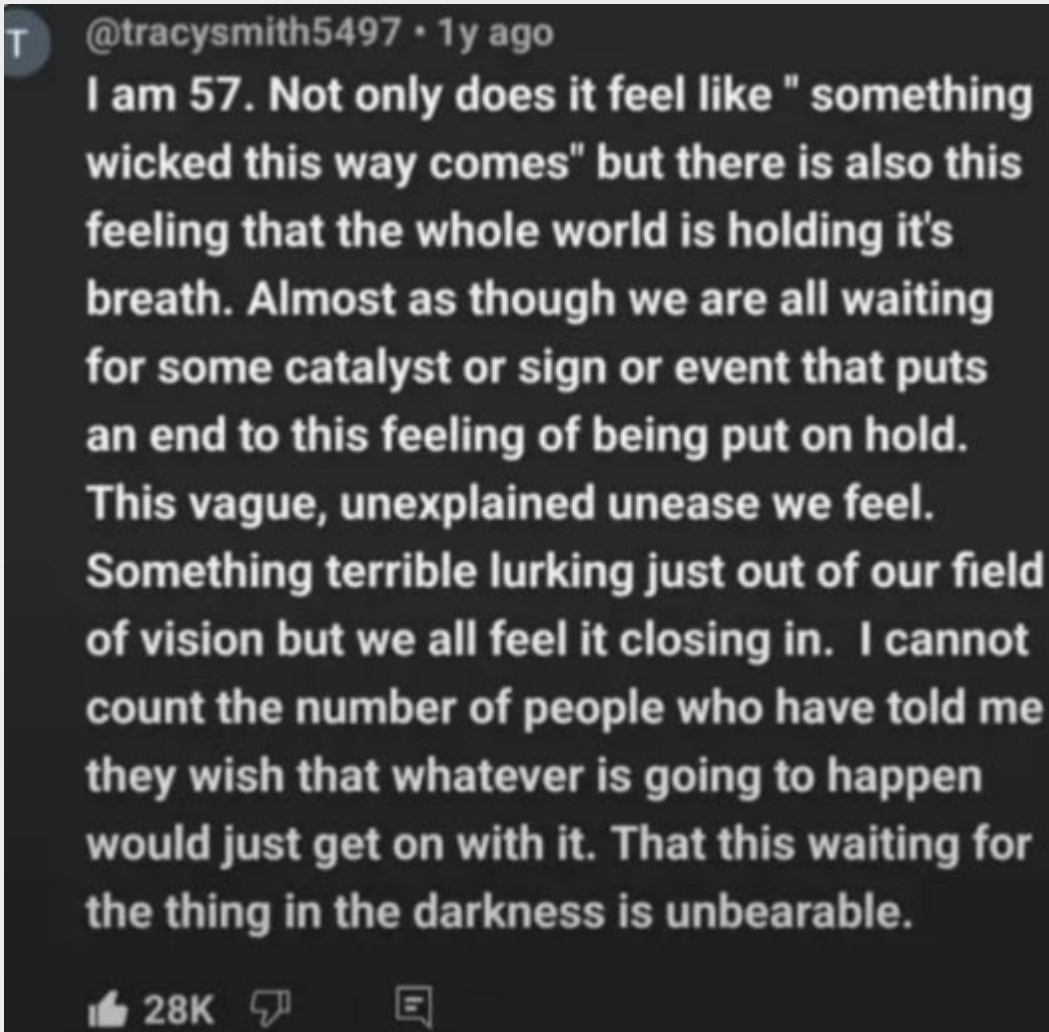 T
@tracysmith5497 • 1y ago
I am 57. Not only does it feel like " something
wicked this way comes" but there is also this
feeling that the whole world is holding it's
breath. Almost as though we are all waiting
for some catalyst or sign or event that puts
an end to this feeling of being put on hold.
This vague, unexplained unease we feel.
Something terrible lurking just out of our field
of vision but we all feel it closing in.  I cannot
count the number of people who have told me
they wish that whatever is going to happen
would just get on with it. That this waiting for
the thing in the darkness is unbearable.
28K